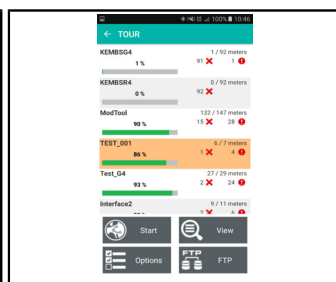 100% 10:46
← TOUR
KEMBSG4 1 / 92 meters
1 % 91 1
KEMBSR4 0 / 92 meters
0 % 92
ModTool 132 / 147 meters
90 % 15 28
TEST_001 6 / 7 meters
86 % 1 4
Test_G4 27 / 29 meters
93 % 2 24
Interface2 9 / 11 meters
2 6
Start View
FTP
Options FTP